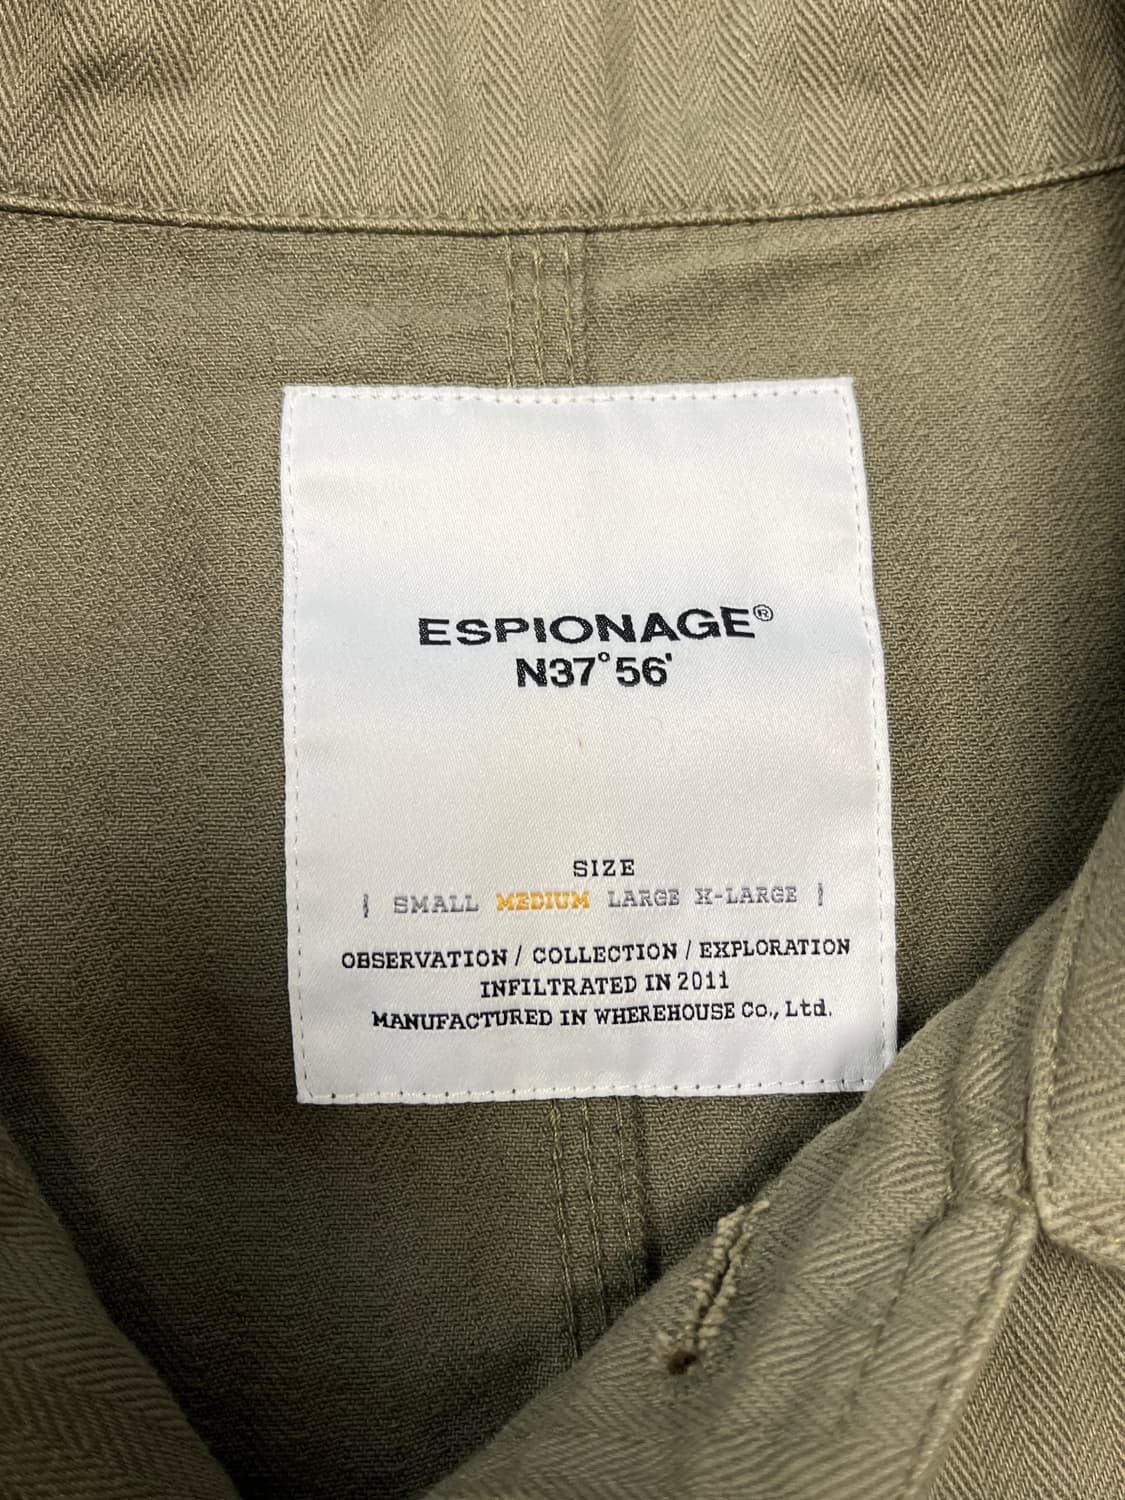 ESPIONAGE®
N37°56'
SIZE
{ SMALL MEDIUM LARGE X-LARGE }
OBSERVATION / COLLECTION / EXPLORATION
INFILTRATED IN 2011
MANUFACTURED IN WHEREHOUSE Co., Ltd.